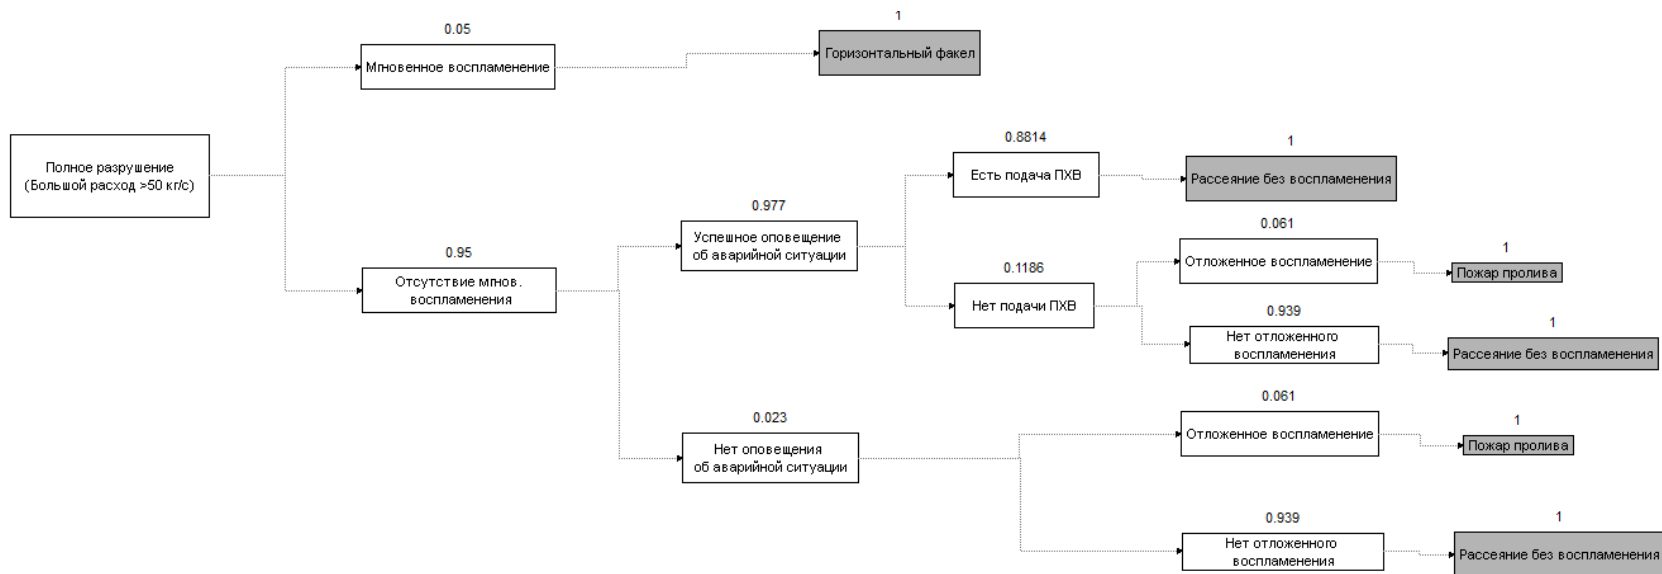 0.05
Мгновенное воспламенение
1
Горизонтальный факел
Полное разрушение
(Большой расход >50 кг/с)
0.95
Отсутствие мгнов.
воспламенения
0.977
Успешное оповещение
об аварийной ситуации
0.8814
Есть подача ПХВ
1
Рассеяние без воспламенения
0.1186
Нет подачи ПХВ
0.061
Отложенное воспламенение
1
Пожар пролива
0.939
Нет отложенного
воспламенения
1
Рассеяние без воспламенения
0.023
Нет оповещения
об аварийной ситуации
0.061
Отложенное воспламенение
1
Пожар пролива
0.939
Нет отложенного
воспламенения
1
Рассеяние без воспламенения